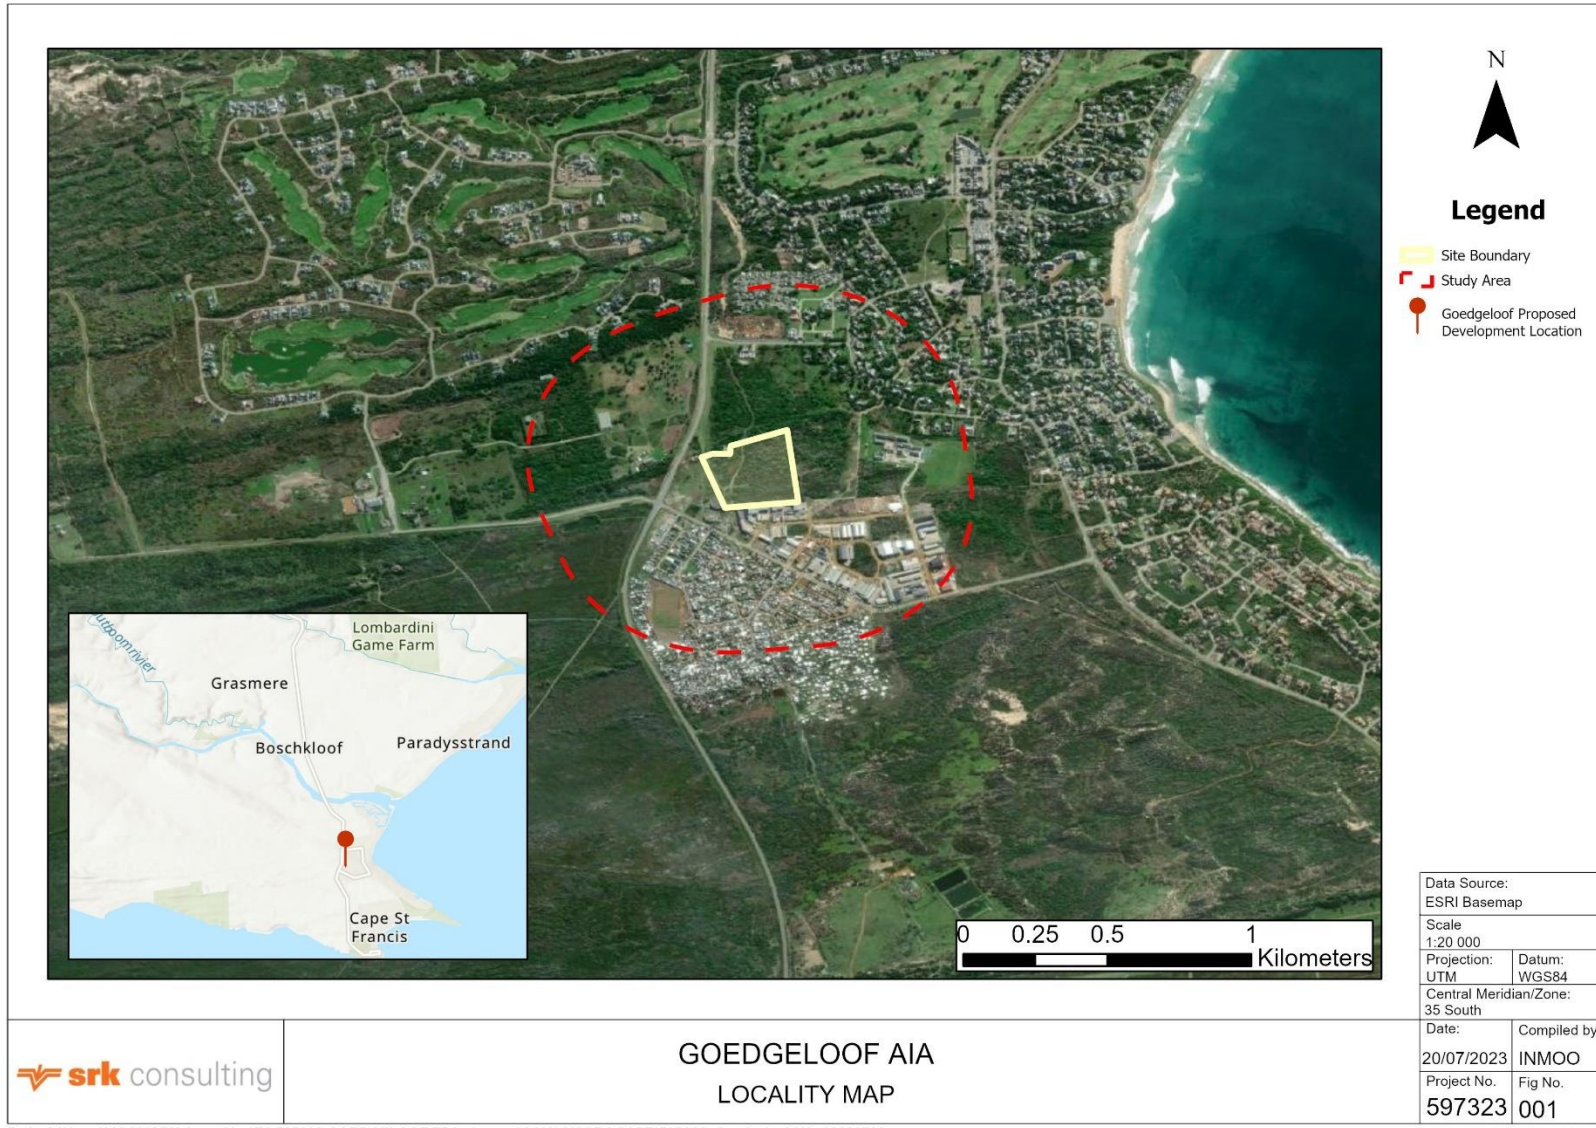 N
Legend
Site Boundary
Study Area
Goedgeloof Proposed
Development Location
Lombardini
Game Farm
Grasmere
Boschkloof
Paradysstrand
Cape St
Francis
0 0.25 0.5 1
Kilometers
Data Source:
ESRI Basemap
Scale
1:20 000
Projection: Datum:
UTM WGS84
Central Meridian/Zone:
35 South
Date: Compiled by
20/07/2023 INMOO
Project No. Fig No.
597323 001
srk consulting
GOEDGELOOF AIA
LOCALITY MAP